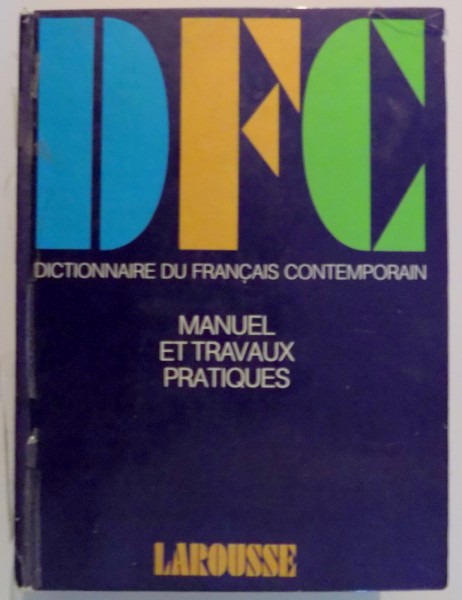 DFC
DICTIONNAIRE DU FRANÇAIS CONTEMPORAIN
MANUEL
ET TRAVAUX
PRATIQUES
LAROUSSE